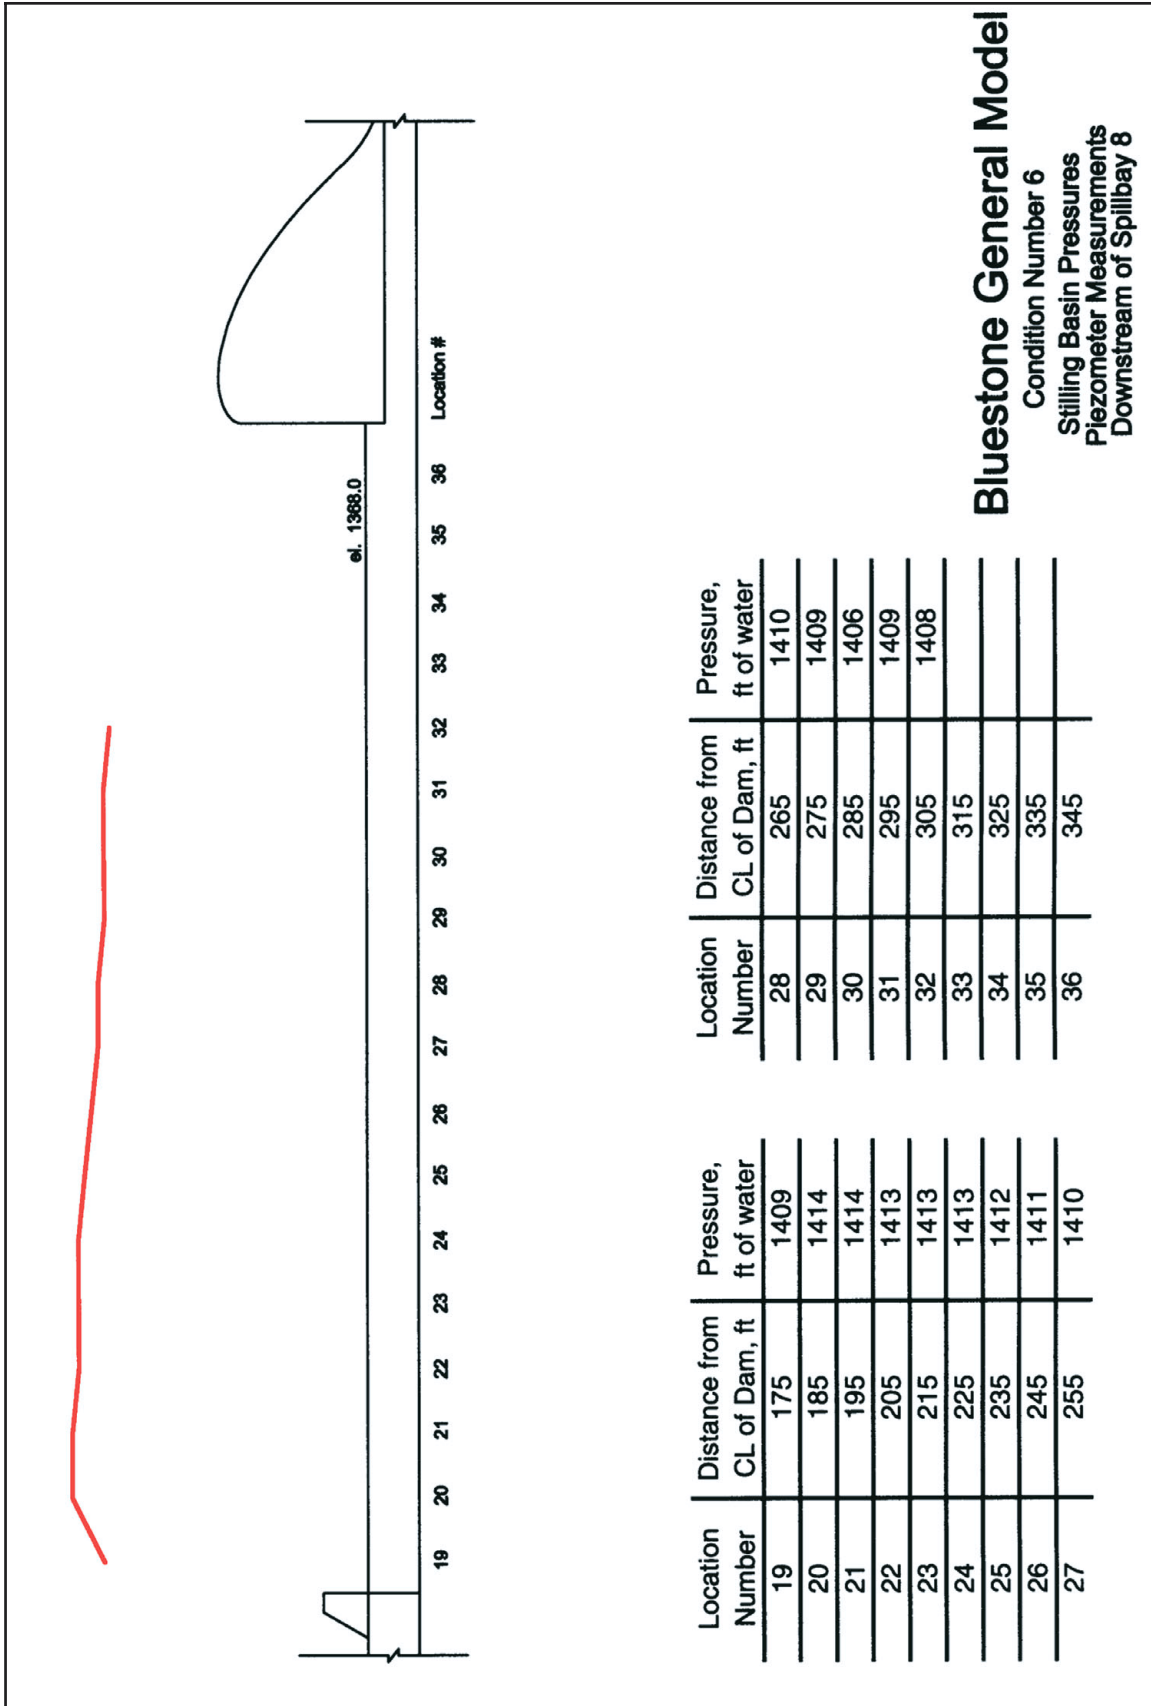 el. 1368.0
19 20 21 22 23 24 25 26 27 28 29 30 31 32 33 34 35 36 Location #
Location Number Distance from CL of Dam, ft Pressure, ft of water
19 175 1409
20 185 1414
21 195 1414
22 205 1413
23 215 1413
24 225 1413
25 235 1412
26 245 1411
27 255 1410
Location Number Distance from CL of Dam, ft Pressure, ft of water
28 265 1410
29 275 1409
30 285 1406
31 295 1409
32 305 1408
33 315
34 325
35 335
36 345
Bluestone General Model
Condition Number 6
Stilling Basin Pressures
Piezometer Measurements
Downstream of Spillbay 8